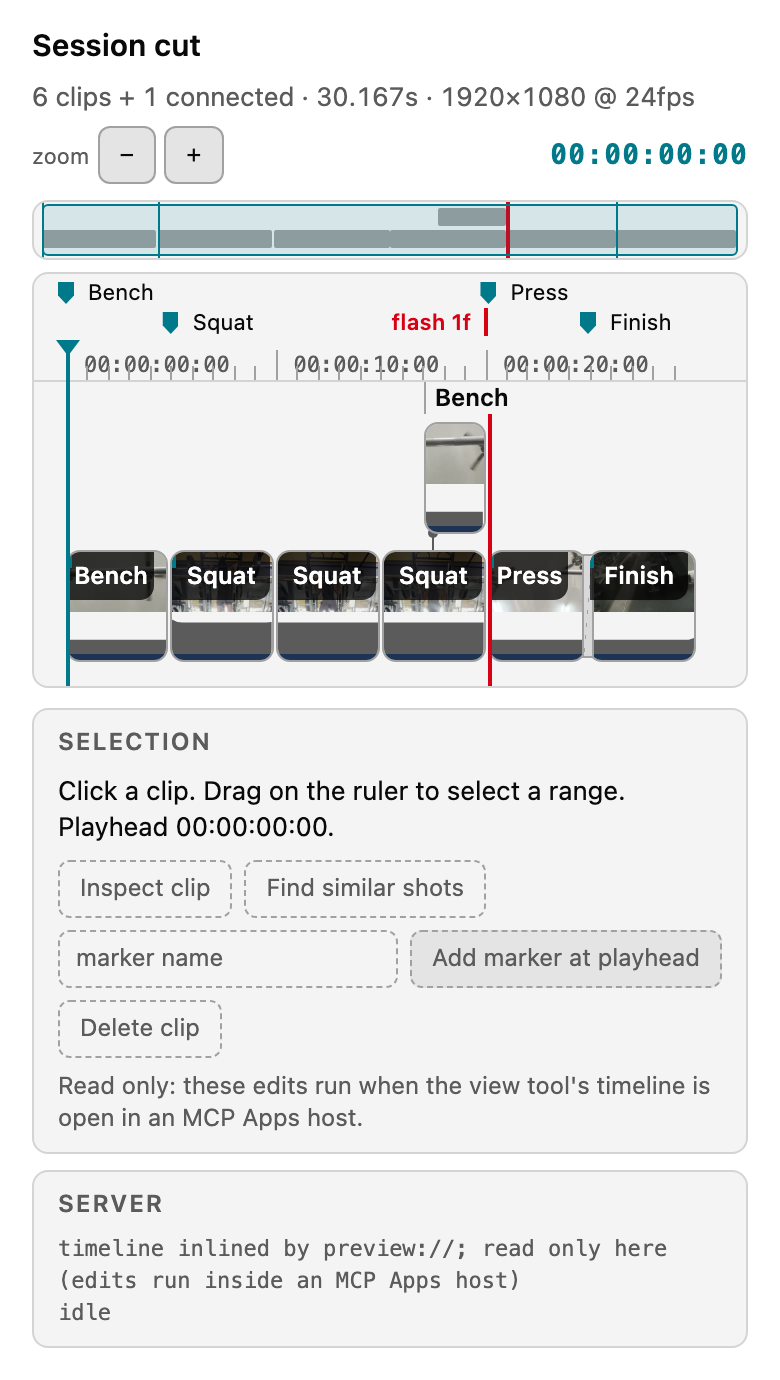 Session cut
6 clips + 1 connected · 30.167s · 1920×1080 @ 24fps
zoom − + 00:00:00:00
Bench Press
Squat flash 1f Finish
00:00:00:00 00:00:10:00 00:00:20:00
Bench
Bench Squat Squat Squat Press Finish
SELECTION
Click a clip. Drag on the ruler to select a range.
Playhead 00:00:00:00.
Inspect clip Find similar shots
marker name Add marker at playhead
Delete clip
Read only: these edits run when the view tool's timeline is
open in an MCP Apps host.
SERVER
timeline inlined by preview://; read only here
(edits run inside an MCP Apps host)
idle